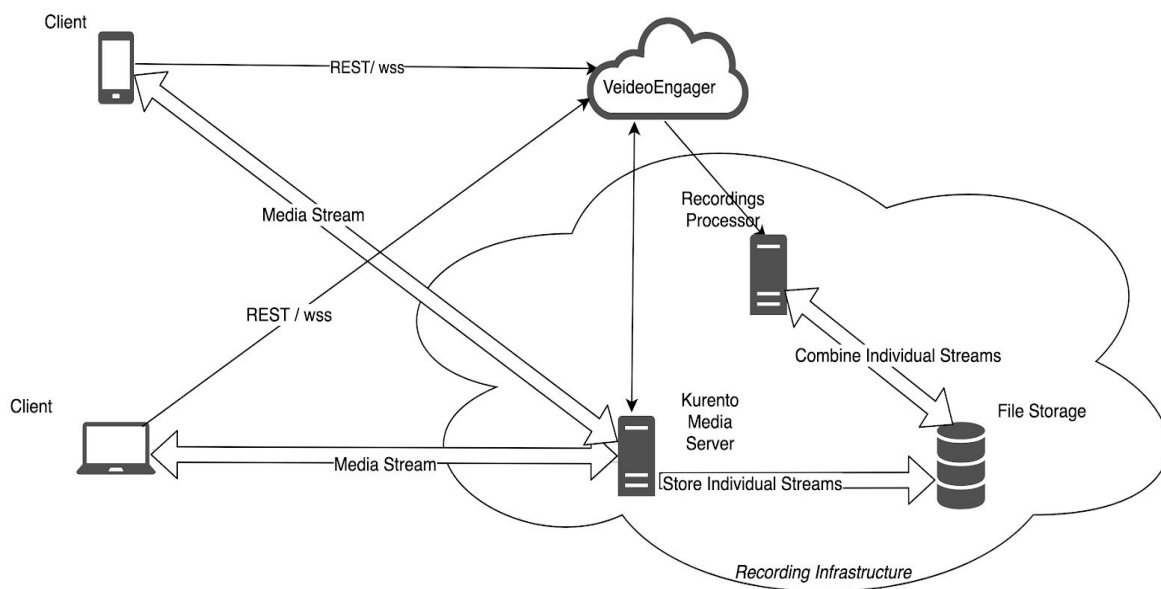 Client
REST/ wss
VeideoEngager
Recordings
Processor
Media Stream
REST / wss
Combine Individual Streams
Client
Kurento
Media
Server
File Storage
Media Stream
Store Individual Streams
Recording Infrastructure